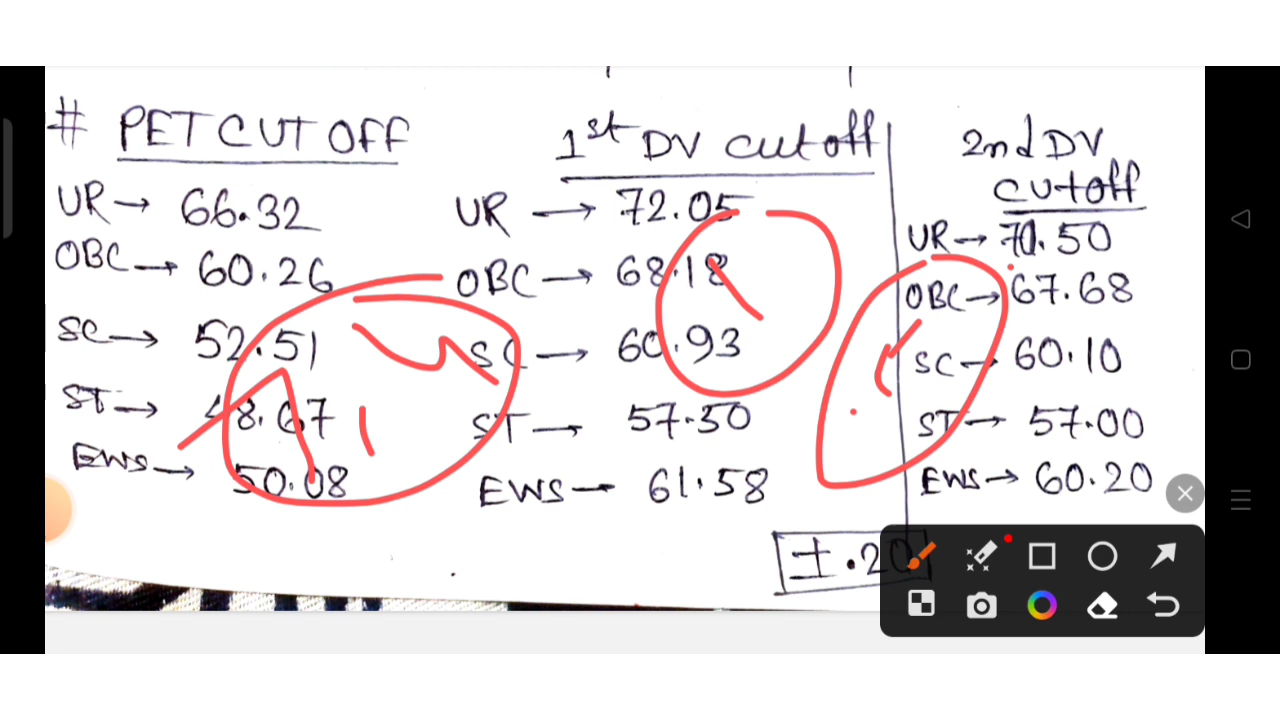 # PET CUT OFF
UR → 66.32
OBC → 60.26
SC → 52.51
ST → 48.67
EWS → 50.08
1st DV cutoff
UR → 72.05
OBC → 68.18
SC → 60.93
ST → 57.50
EWS → 61.58
2nd DV
cutoff
UR →
.50
OBC → 67.68
SC → 60.10
ST → 57.00
EWS → 60.20
± .20